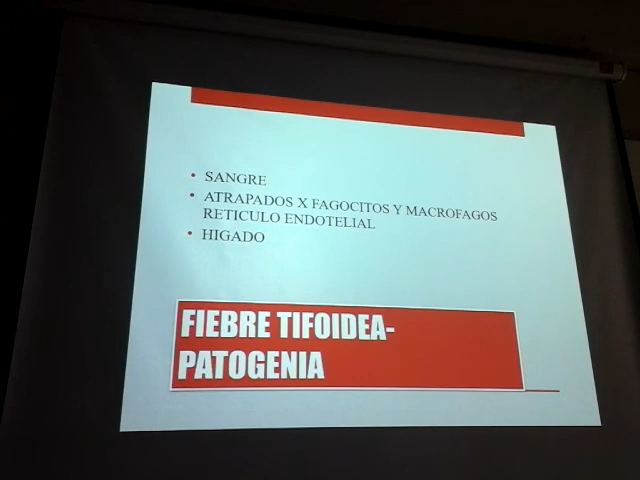 • SANGRE
• ATRAPADOS X FAGOCITOS Y MACROFAGOS
RETICULO ENDOTELIAL
• HIGADO
FIEBRE TIFOIDEA-
PATOGENIA